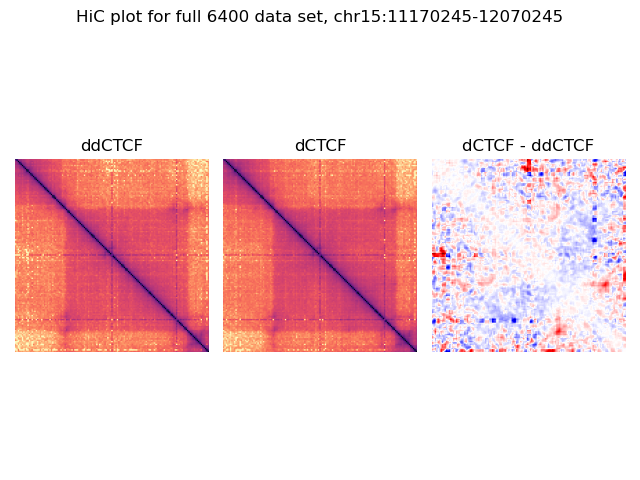 HiC plot for full 6400 data set, chr15:11170245-12070245
ddCTCF
dCTCF
dCTCF - ddCTCF